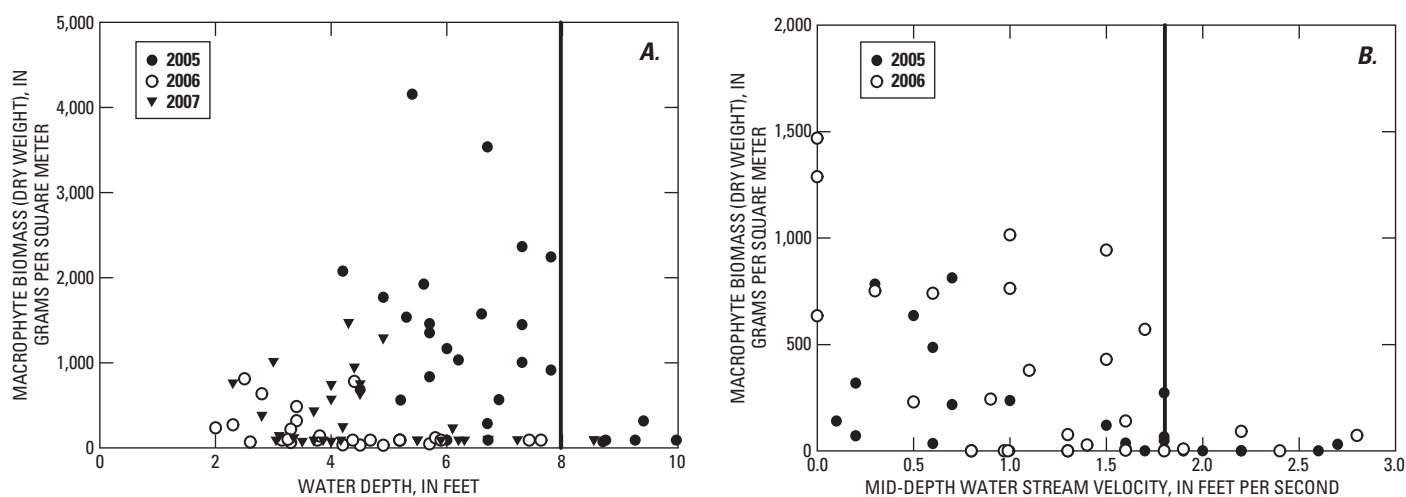 A.
2005
2006
2007
5,000
4,000
3,000
2,000
1,000
0
MACROPHYTE BIOMASS (DRY WEIGHT), IN
GRAMS PER SQUARE METER
0 2 4 6 8 10
WATER DEPTH, IN FEET
B.
2005
2006
2,000
1,500
1,000
500
0
MACROPHYTE BIOMASS (DRY WEIGHT), IN
GRAMS PER SQUARE METER
0.0 0.5 1.0 1.5 2.0 2.5 3.0
MID-DEPTH WATER STREAM VELOCITY, IN FEET PER SECOND